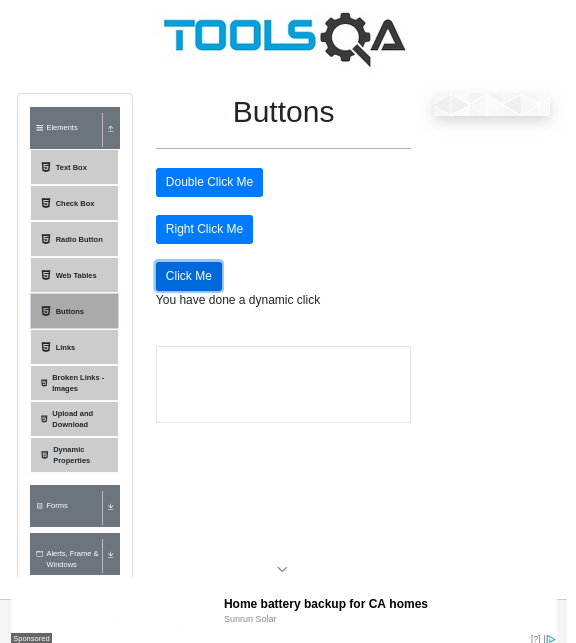 TOOLSQA
Buttons
Elements
Text Box
Check Box
Radio Button
Web Tables
Buttons
Links
Broken Links -
Images
Upload and
Download
Dynamic
Properties
Forms
Alerts, Frame &
Windows
Double Click Me
Right Click Me
Click Me
You have done a dynamic click
Home battery backup for CA homes
Sunrun Solar
Sponsored
[?]